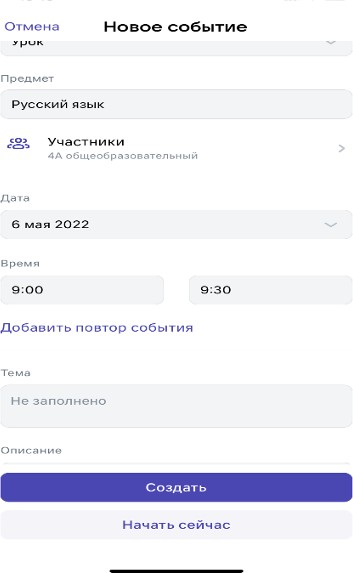 Отмена
Новое событие
Урок
Предмет
Русский язык
Участники
4А общеобразовательный
Дата
6 мая 2022
Время
9:00
9:30
Добавить повтор события
Тема
Не заполнено
Описание
Создать
Начать сейчас